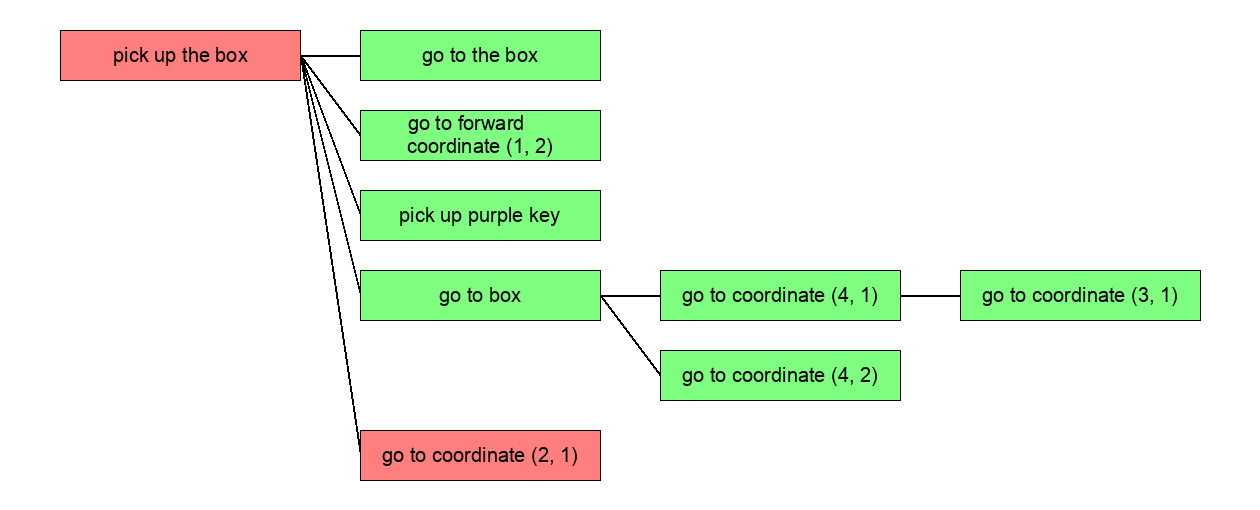 pick up the box
go to the box
go to forward
coordinate (1, 2)
pick up purple key
go to box
go to coordinate (4, 1)
go to coordinate (3, 1)
go to coordinate (4, 2)
go to coordinate (2, 1)